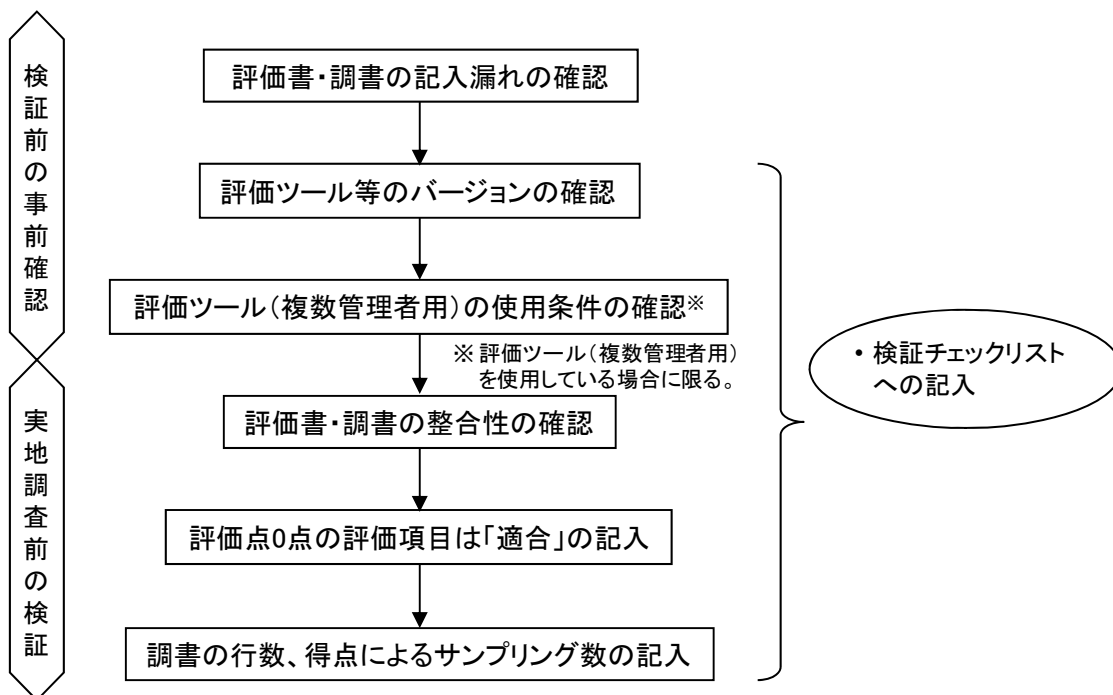 検証前の事前確認
評価書・調書の記入漏れの確認
評価ツール等のバージョンの確認
評価ツール(複数管理者用)の使用条件の確認※
※ 評価ツール(複数管理者用)
を使用している場合に限る。
実地調査前の検証
評価書・調書の整合性の確認
評価点0点の評価項目は「適合」の記入
調書の行数、得点によるサンプリング数の記入
・検証チェックリスト
への記入